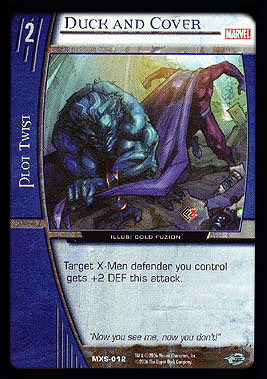 2
DUCK AND COVER
MARVEL
PLOT TWIST
ILLUS: COLD FUZION
Target X-Men defender you control
gets +2 DEF this attack.
"Now you see me, now you don't!"
MXS-012